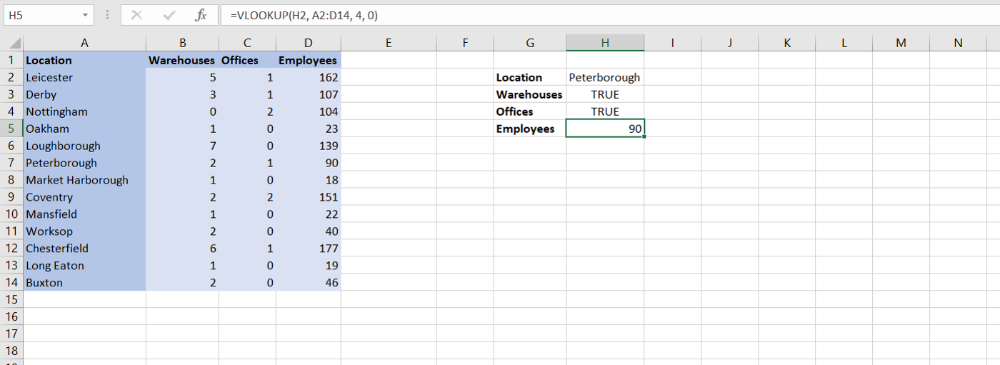 H5 fx =VLOOKUP(H2, A2:D14, 4, 0)
A B C D E F G H I J K L M N
1 Location Warehouses Offices Employees
2 Leicester 5 1 162 Location Peterborough
3 Derby 3 1 107 Warehouses TRUE
4 Nottingham 0 2 104 Offices TRUE
5 Oakham 1 0 23 Employees 90
6 Loughborough 7 0 139
7 Peterborough 2 1 90
8 Market Harborough 1 0 18
9 Coventry 2 2 151
10 Mansfield 1 0 22
11 Worksop 2 0 40
12 Chesterfield 6 1 177
13 Long Eaton 1 0 19
14 Buxton 2 0 46
15
16
17
18